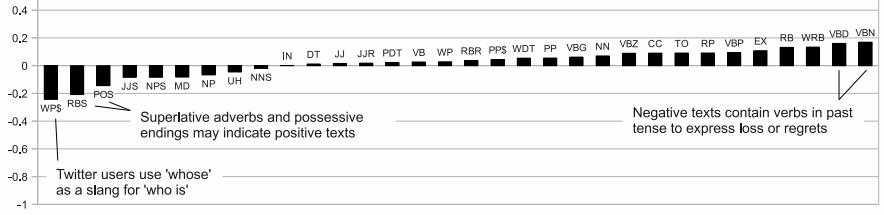 0.4
0.2
0
-0.2
-0.4
-0.6
-0.8
-1
WP$ RBS POS JJS NPS MD NP UH NNS IN DT JJ JJR PDT VB WP RBR PP$ WDT PP VBG NN VBZ CC TO RP VBP EX RB WRB VBD VBN
Superlative adverbs and possessive
endings may indicate positive texts
Negative texts contain verbs in past
tense to express loss or regrets
Twitter users use 'whose'
as a slang for 'who is'